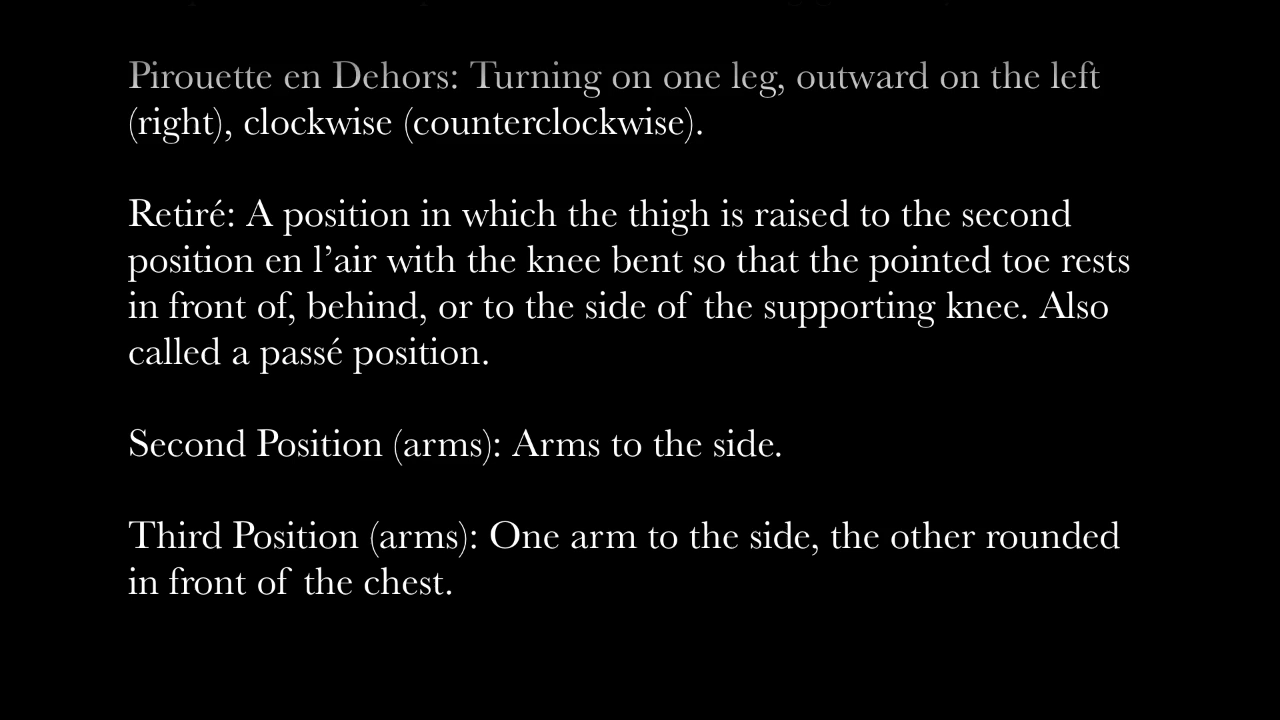 Pirouette en Dehors: Turning on one leg, outward on the left
(right), clockwise (counterclockwise).
Retiré: A position in which the thigh is raised to the second
position en l’air with the knee bent so that the pointed toe rests
in front of, behind, or to the side of the supporting knee. Also
called a passé position.
Second Position (arms): Arms to the side.
Third Position (arms): One arm to the side, the other rounded
in front of the chest.